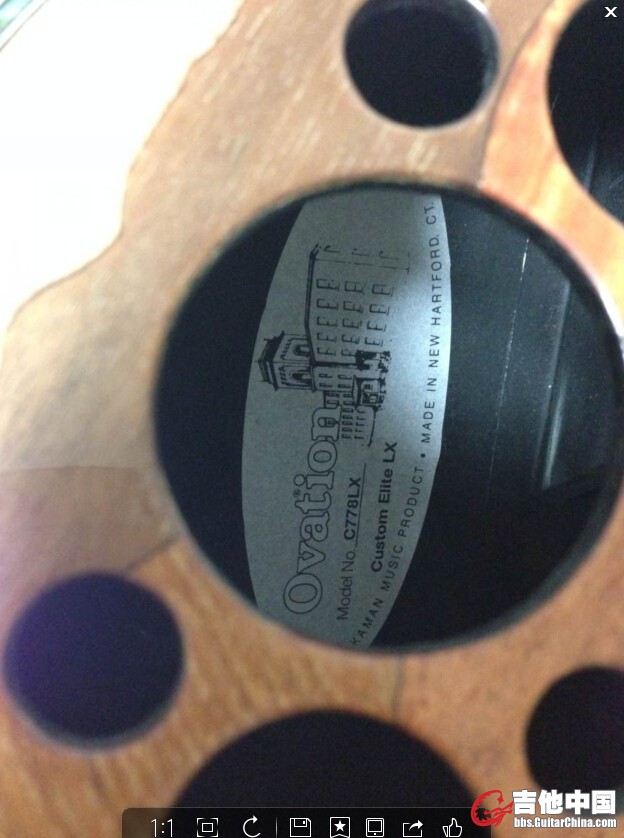 Ovation®
Model No. C778LX
Custom Elite LX
KAMAN MUSIC PRODUCT • MADE IN NEW HARTFORD, CT.
1:1
吉他中国
bbs.GuitarChina.com